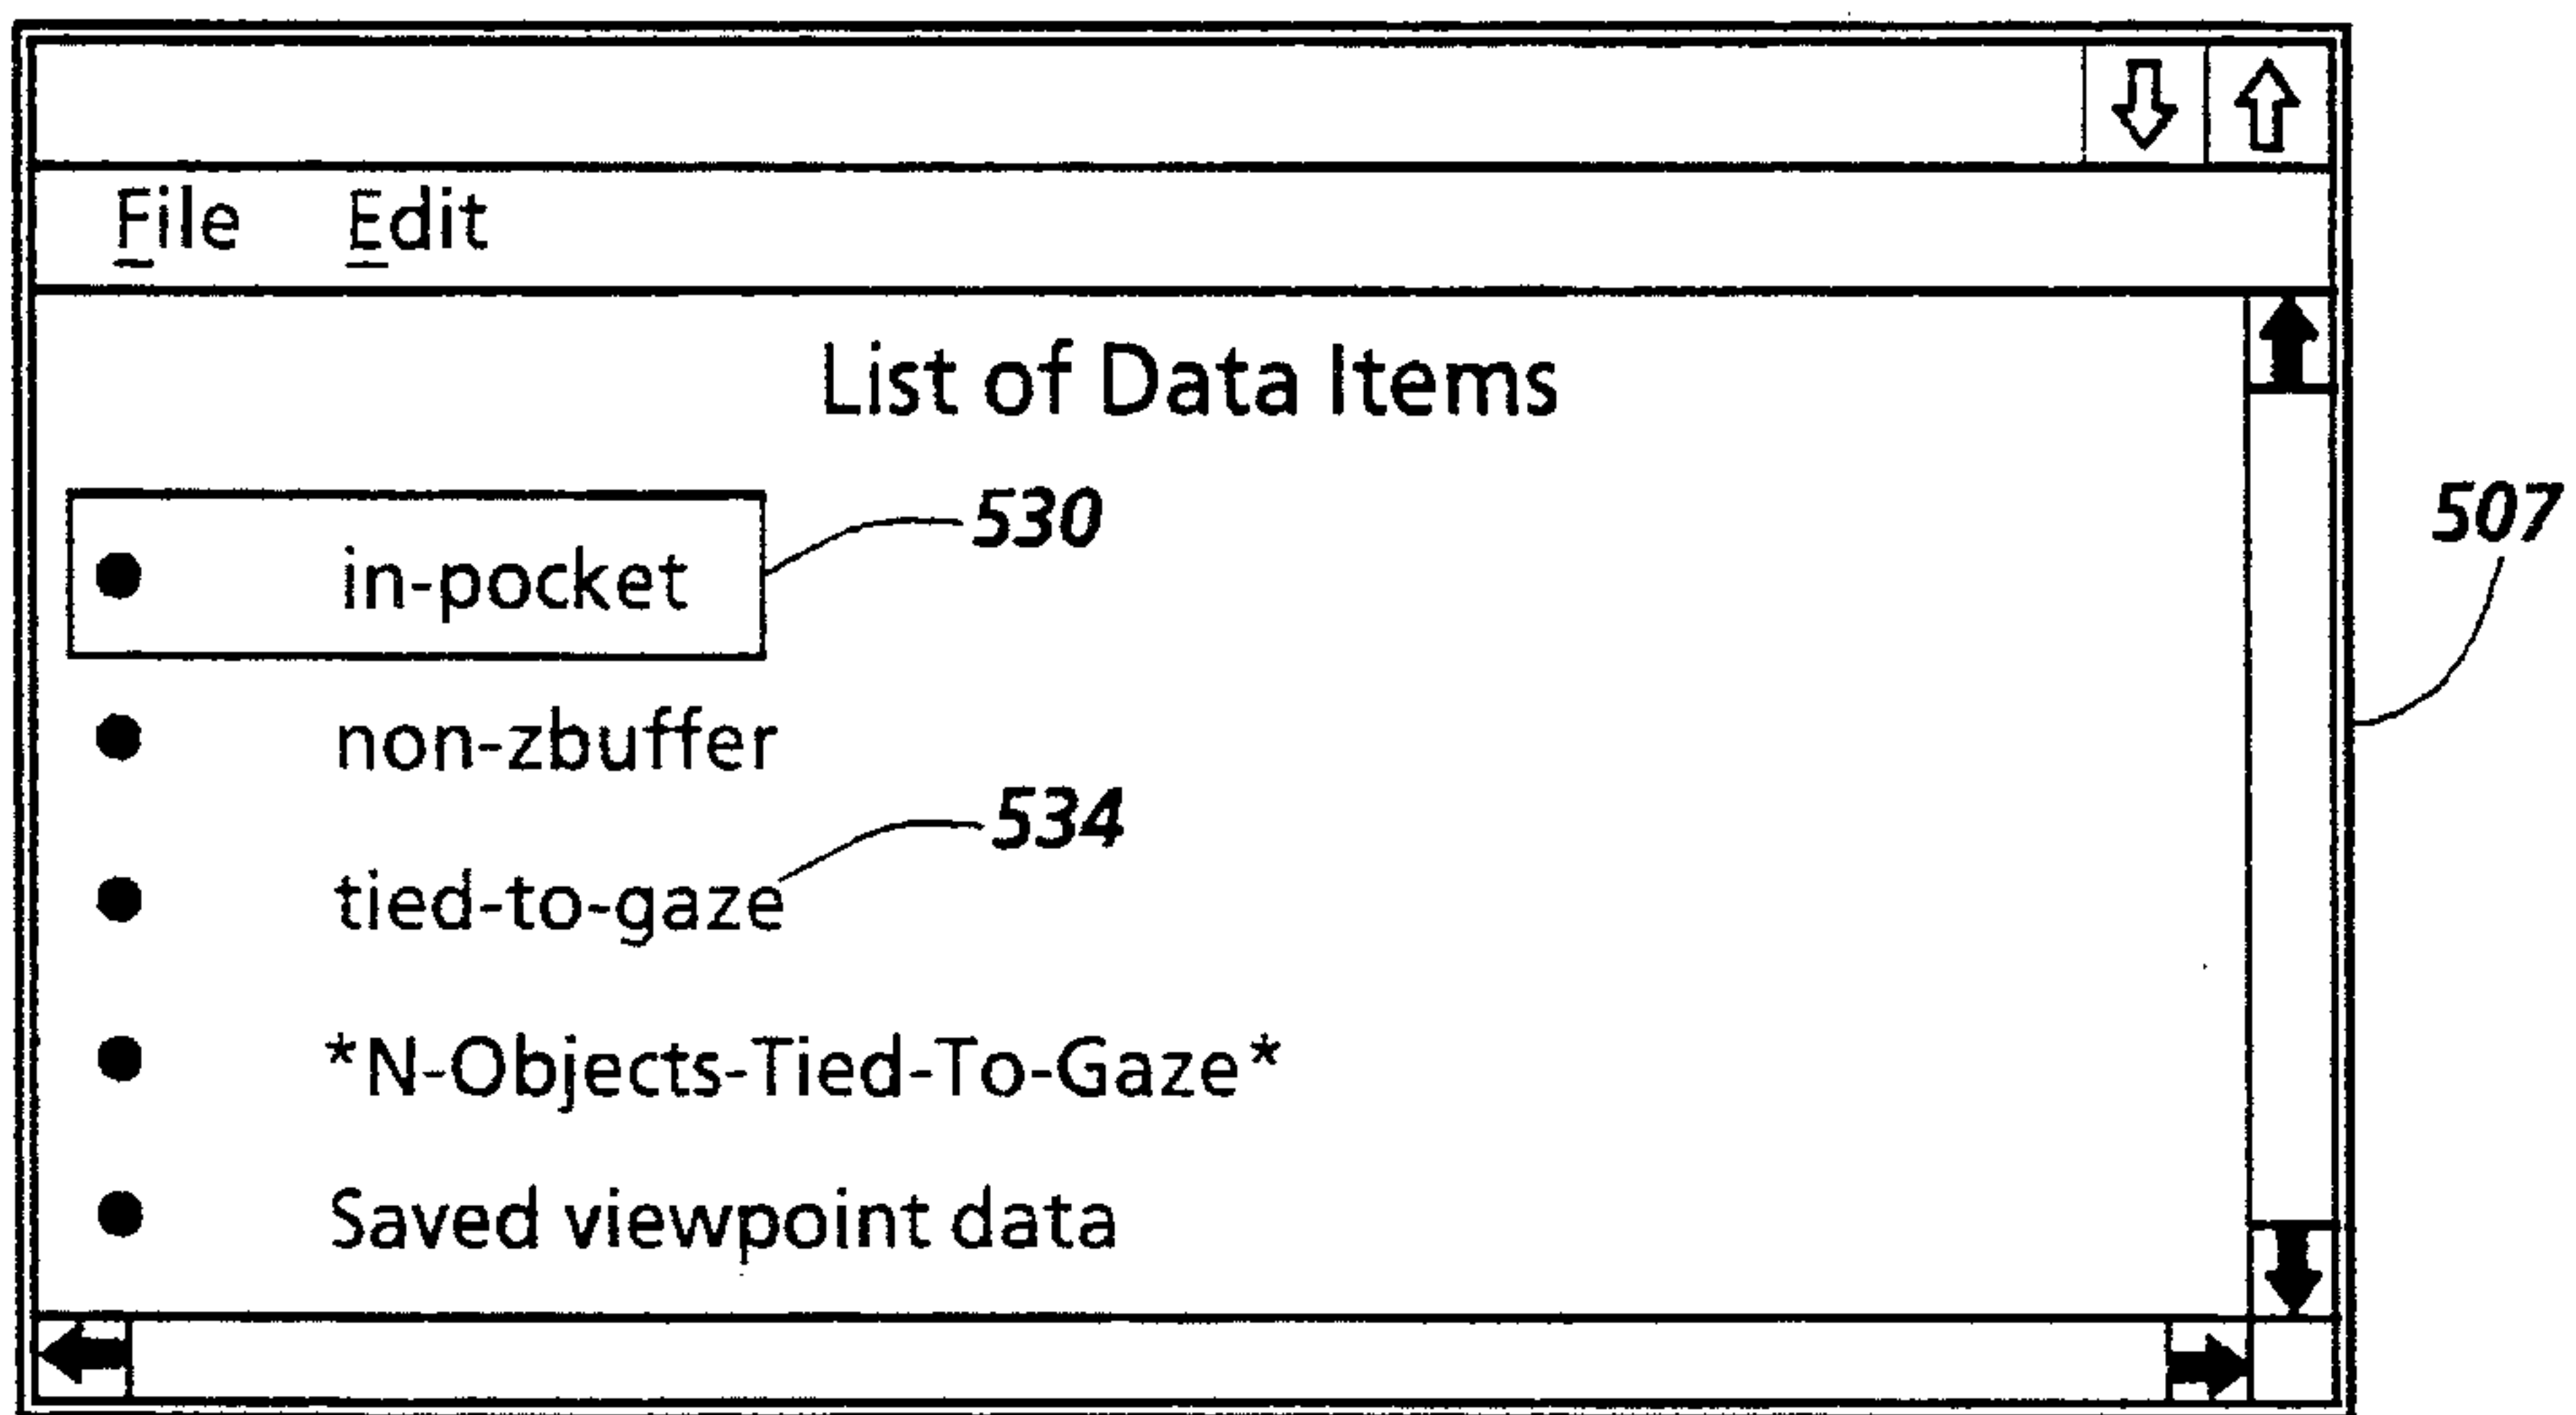 File Edit
List of Data Items
530
507
● in-pocket
● non-zbuffer
534
● tied-to-gaze
● *N-Objects-Tied-To-Gaze*
● Saved viewpoint data